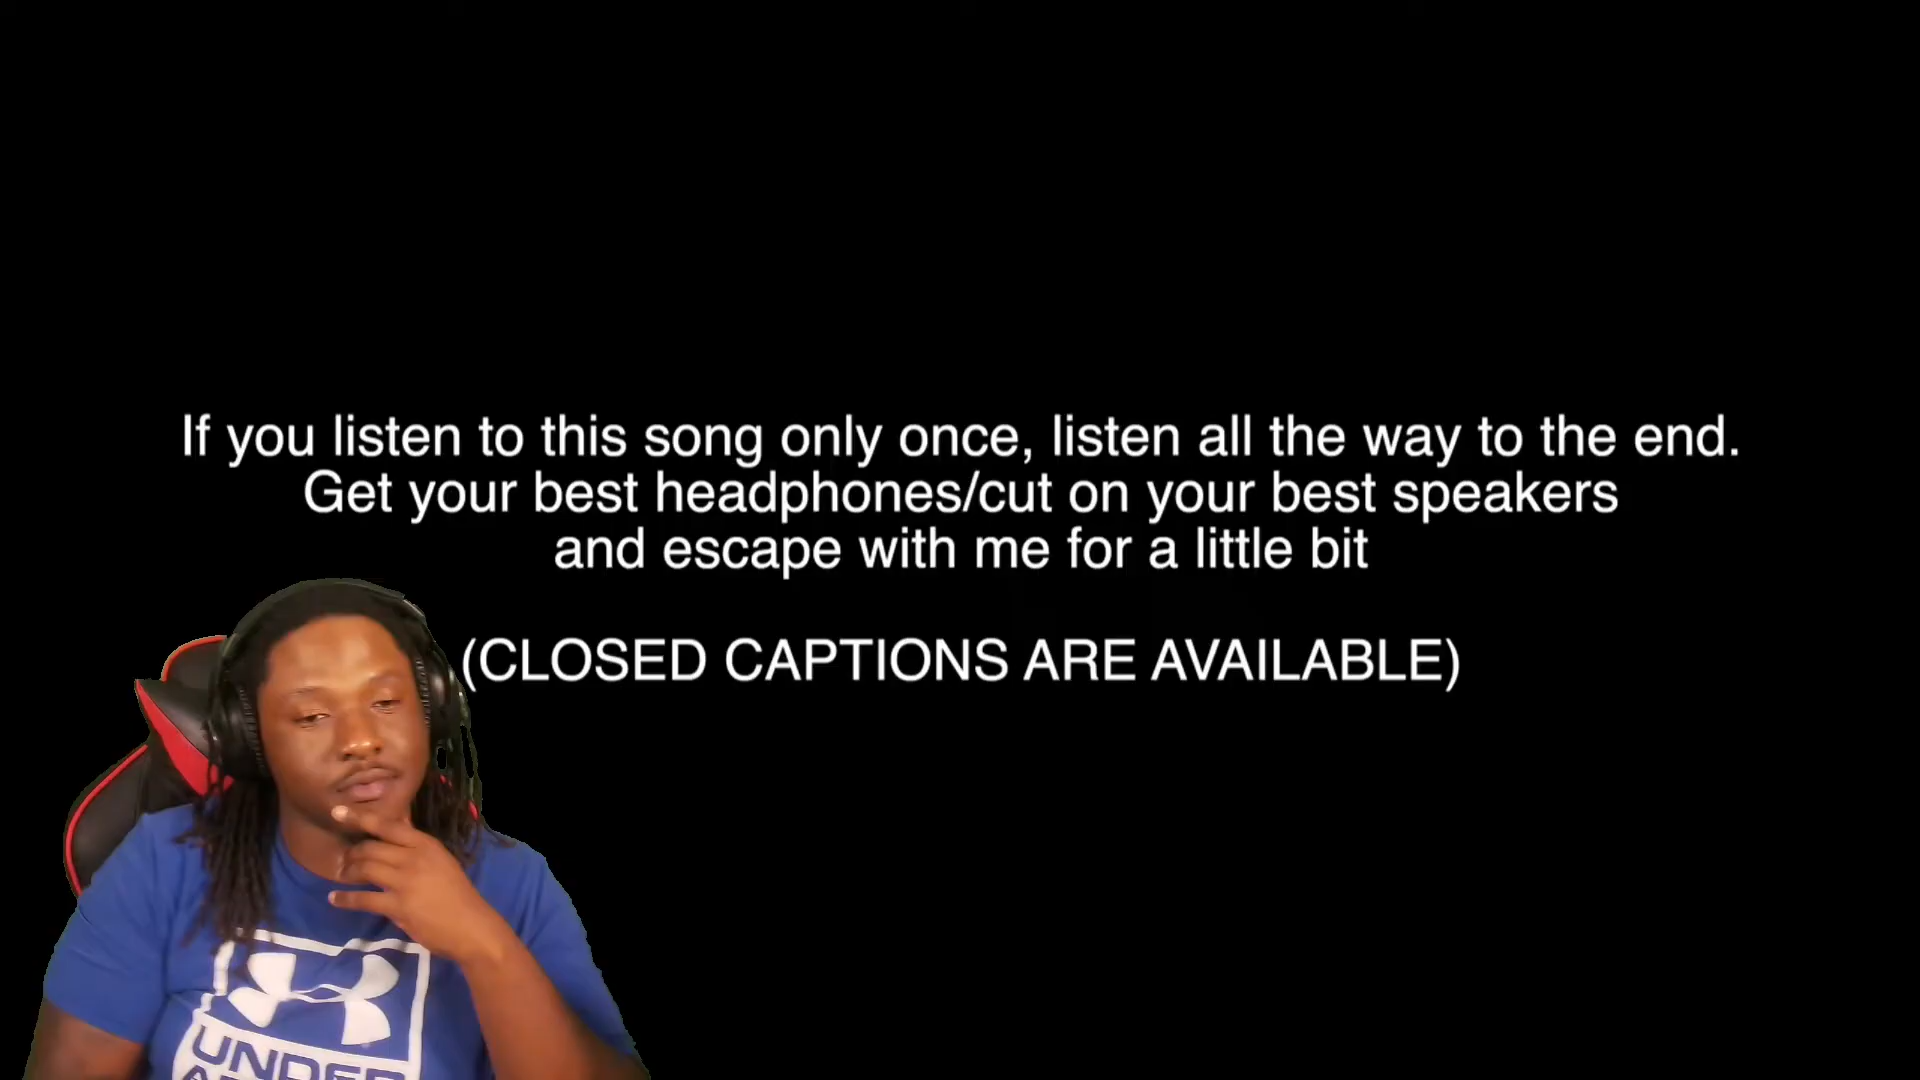 If you listen to this song only once, listen all the way to the end.
Get your best headphones/cut on your best speakers
and escape with me for a little bit
(CLOSED CAPTIONS ARE AVAILABLE)
UNDER